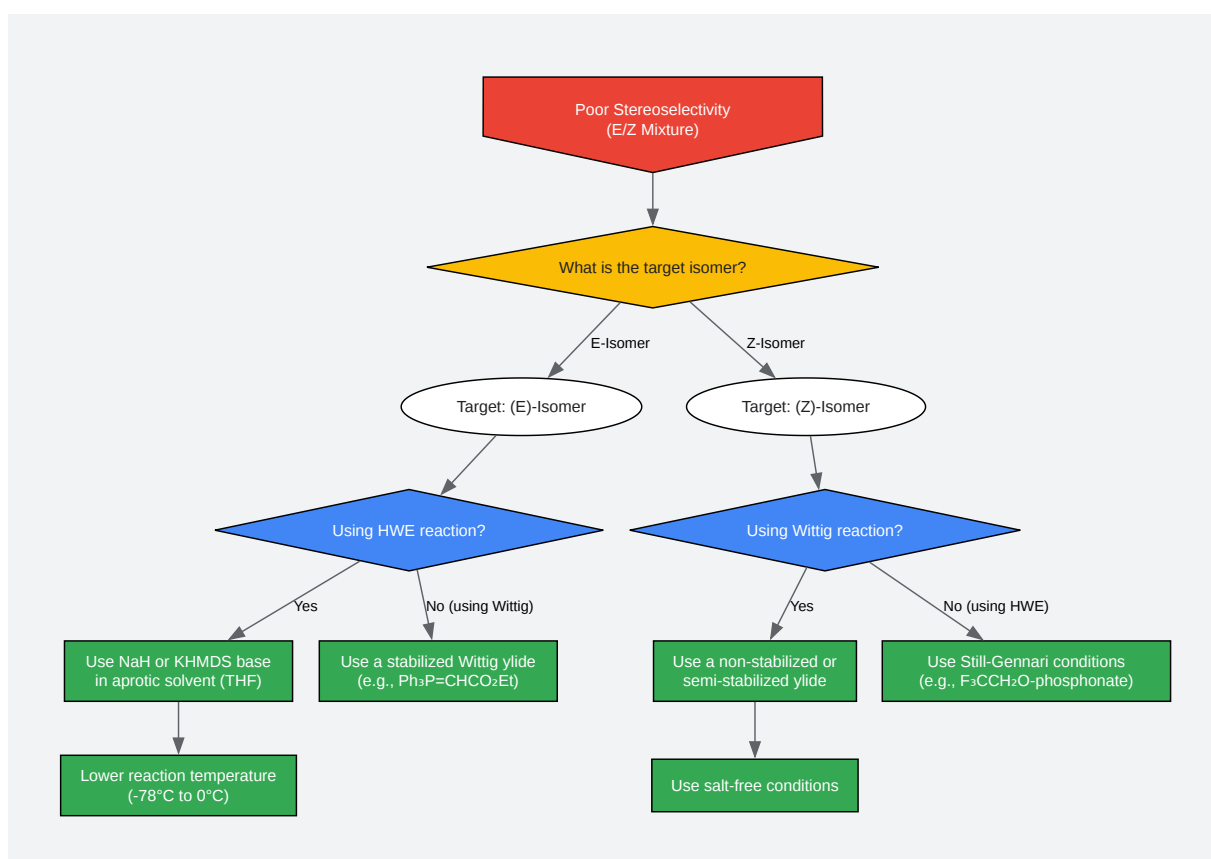 Poor Stereoselectivity
(E/Z Mixture)
What is the target isomer?
E-Isomer
Z-Isomer
Target: (E)-Isomer
Target: (Z)-Isomer
Using HWE reaction?
Using Wittig reaction?
Yes
No (using Wittig)
Yes
No (using HWE)
Use NaH or KHMDS base
in aprotic solvent (THF)
Use a stabilized Wittig ylide
(e.g., Ph₃P=CHCO₂Et)
Use a non-stabilized or
semi-stabilized ylide
Use Still-Gennari conditions
(e.g., F₃CCH₂O-phosphonate)
Lower reaction temperature
(-78°C to 0°C)
Use salt-free conditions